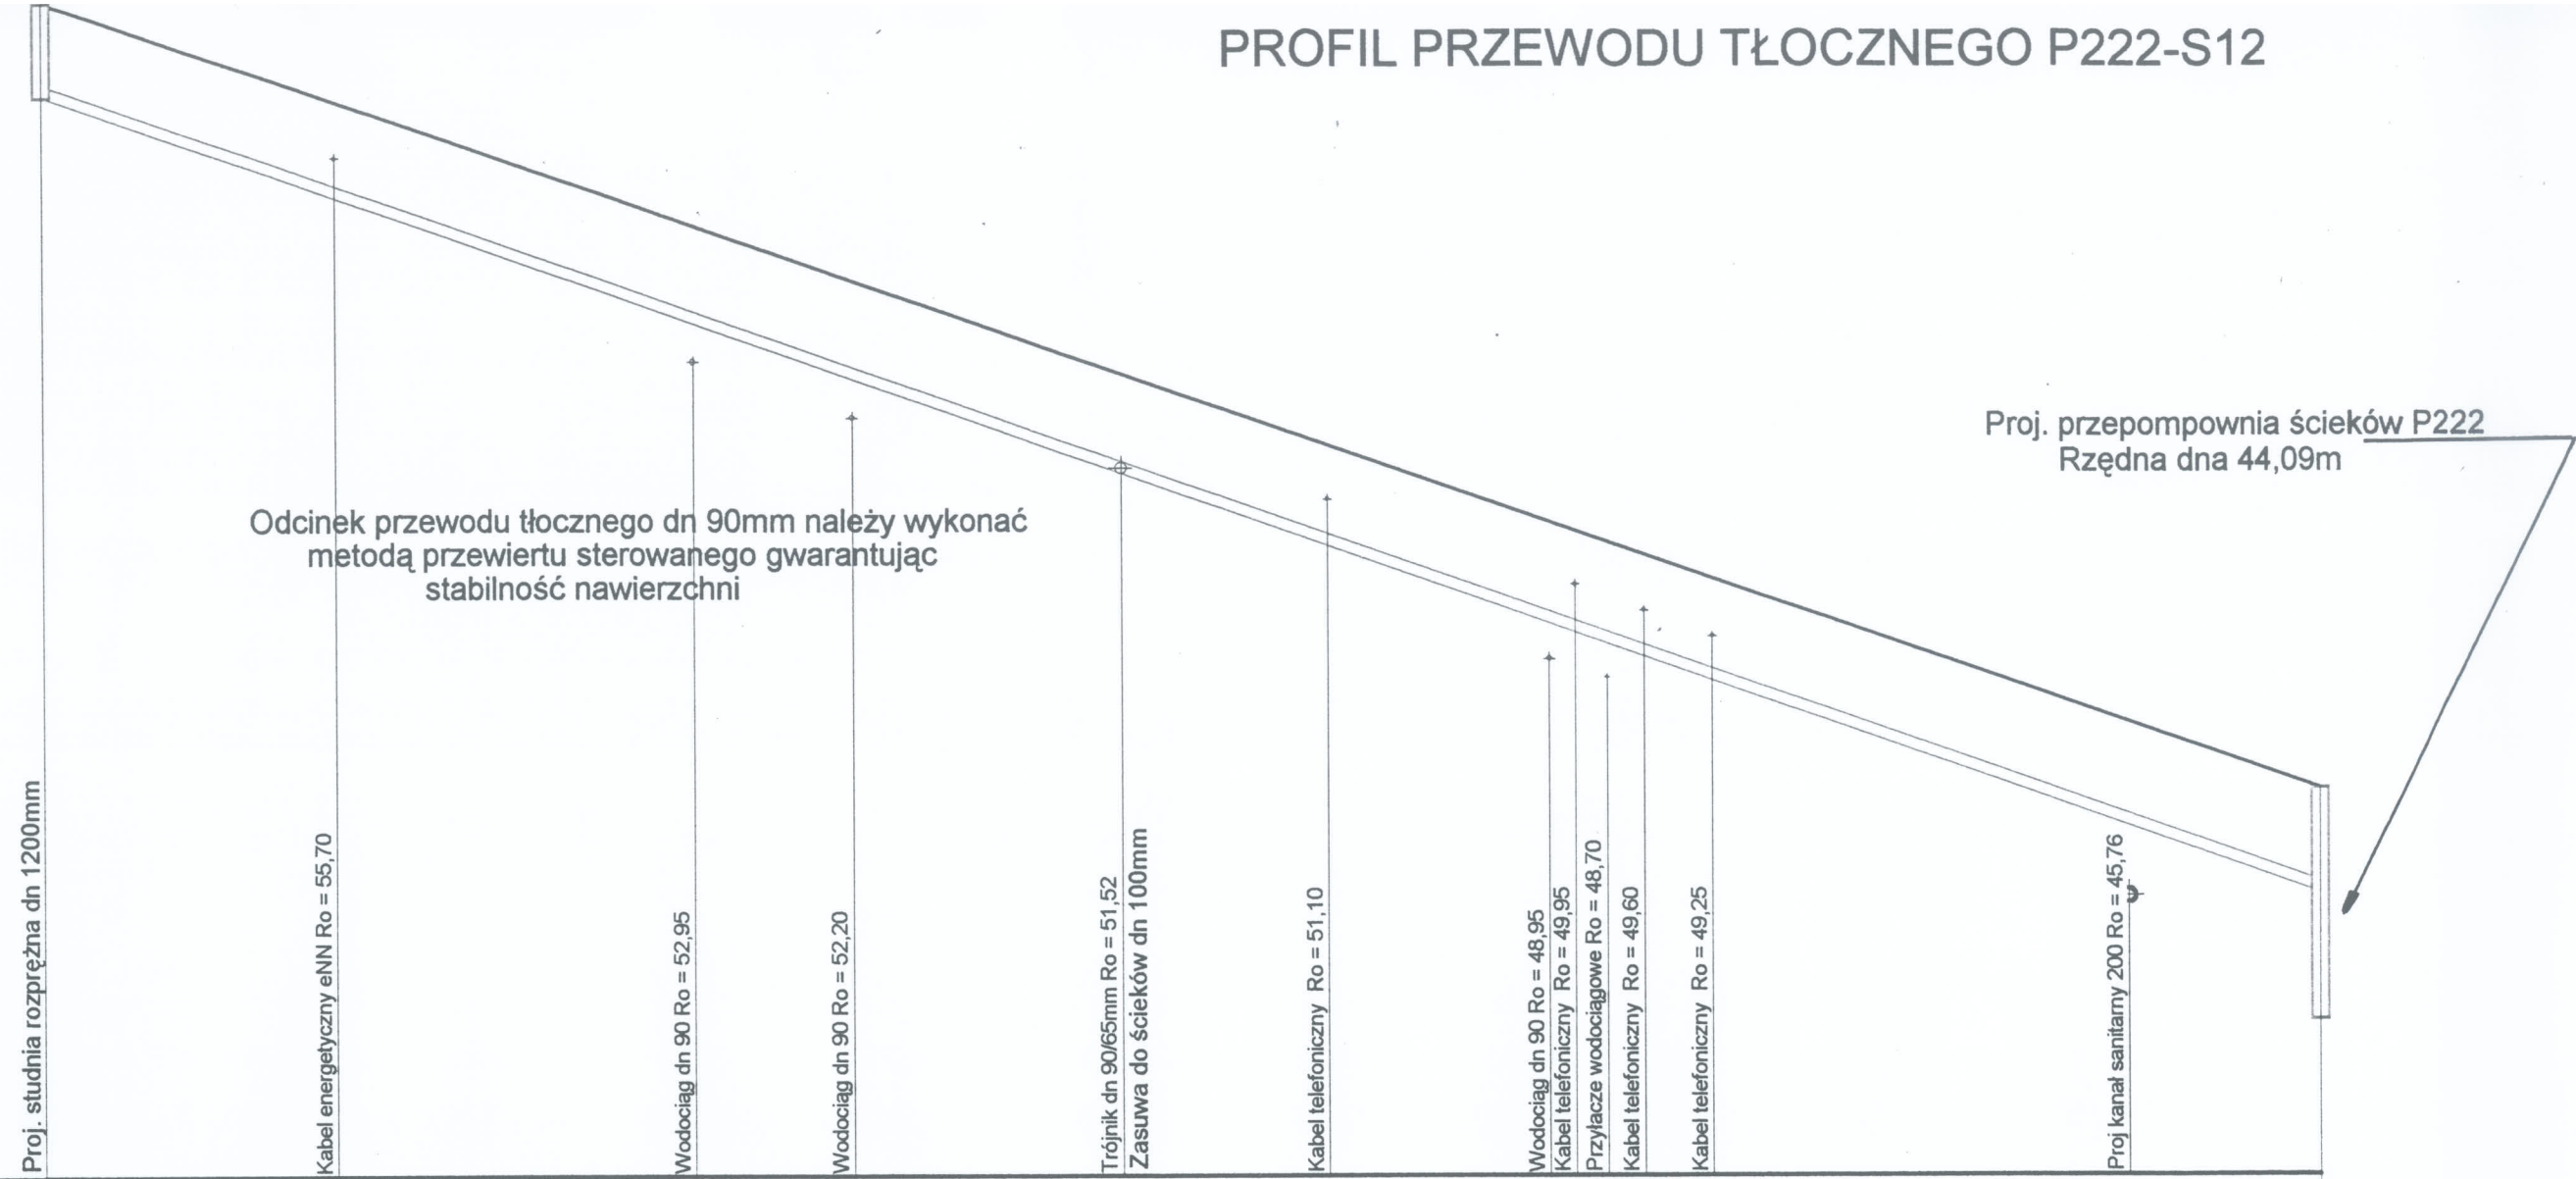 PROFIL PRZEWODU TŁOCZNEGO P222-S12
Proj. przepompownia ścieków P222
Rzędna dna 44,09m
Odcinek przewodu tłocznego dn 90mm należy wykonać
metodą przewiertu sterowanego gwarantując
stabilność nawierzchni
Proj. studnia rozprężna dn 1200mm
Kabel energetyczny eNN Ro = 55,70
Wodociąg dn 90 Ro = 52,95
Wodociąg dn 90 Ro = 52,20
Trójnik dn 90/65mm Ro = 51,52
Zasuwa do ścieków dn 100mm
Kabel telefoniczny Ro = 51,10
Wodociąg dn 90 Ro = 48,95
Kabel telefoniczny Ro = 49,95
Przyłacze wodociągowe Ro = 48,70
Kabel telefoniczny Ro = 49,60
Kabel telefoniczny Ro = 49,25
Proj kanał sanitarny 200 Ro = 45,76